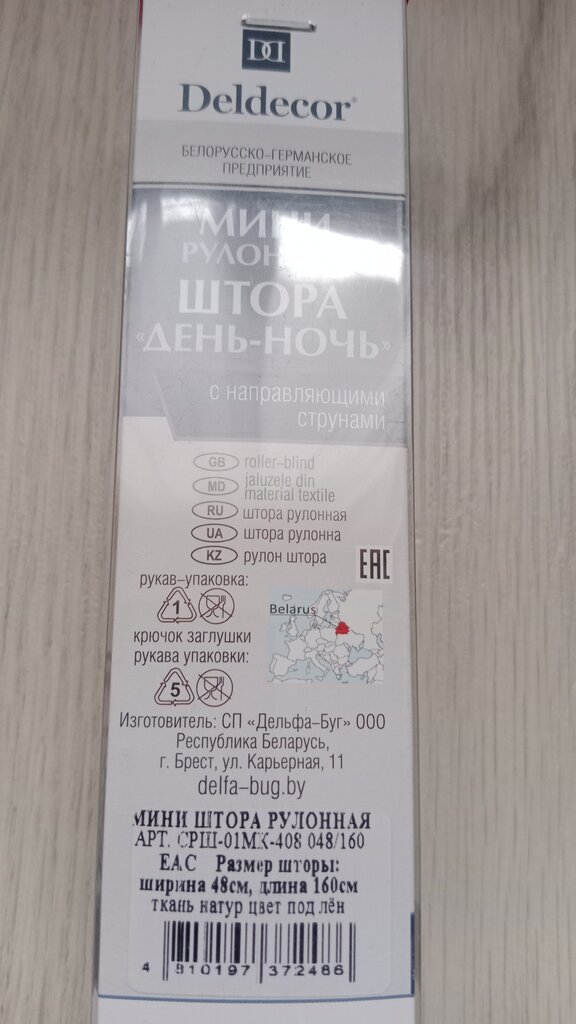 Deldecor®
БЕЛОРУССКО-ГЕРМАНСКОЕ
ПРЕДПРИЯТИЕ
МИНИ
ШТОРА
«ДЕНЬ-НОЧЬ»
с направляющими
струнами
GB roller-blind
MD jaluzele din
material textile
RU штора рулонная
UA штора рулонна
KZ рулон штора
EAC
рукав-упаковка:
1
Belarus
крючок заглушки
рукава упаковки:
5
Изготовитель: СП «Дельфа-Буг» ООО
Республика Беларусь,
г. Брест, ул. Карьерная, 11
delfa-bug.by
МИНИ ШТОРА РУЛОННАЯ
АРТ. СРШ-01МК-408 048/160
ЕАС Размер шторы:
ширина 48см, длина 160см
ткань натур цвет под лён
4 810197 372486